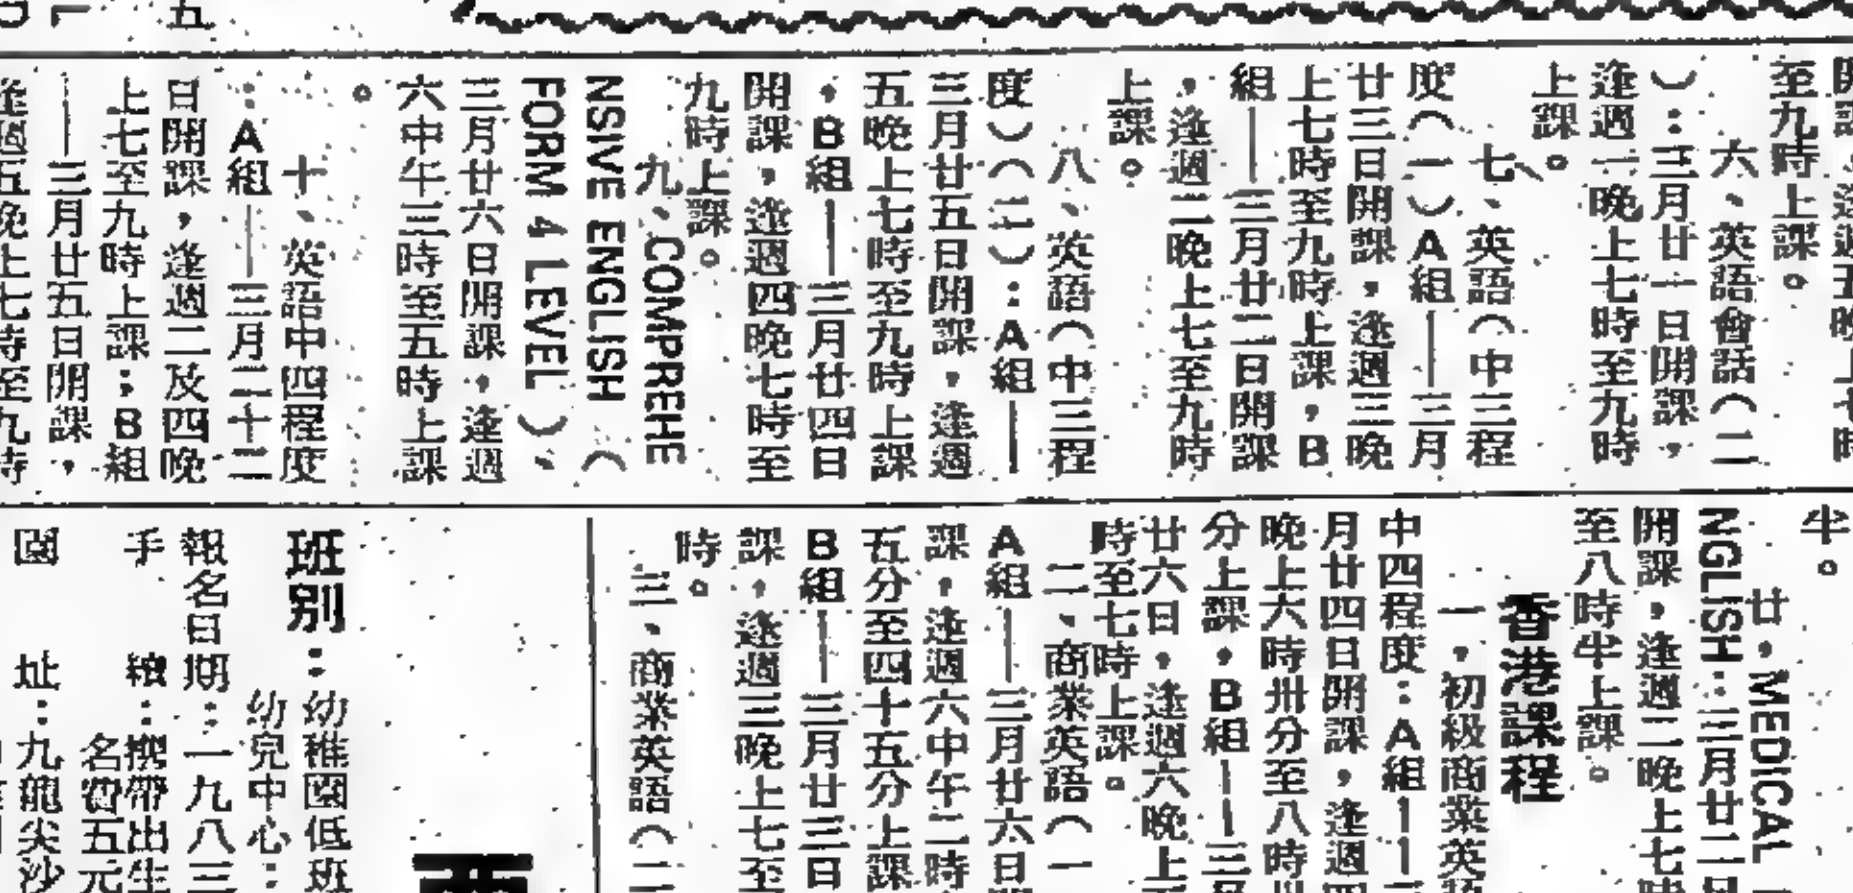 五
開課,逢週五晚上七時
至九時上課。
六、英語會話(二
):三月廿一日開課,
逢週一晚上七時至九時
上課。
七、英語(中三程
度(一)A組——三月
廿三日開課,逢週三晚
上七時至九時上課,B
組——三月廿二日開課
,逢週二晚上七至九時
上課。
八、英語(中三程
度)(二):A組——
三月廿五日開課,逢週
五晚上七時至九時上課
,B組——三月廿四日
開課,逢週四晚七時至
九時上課。
九、COMPREHE
NSIVE ENGLISH(
FORM 4 LEVEL),
三月廿六日開課,逢週
六中午三時至五時上課
。
十、英語中四程度
:A組——三月二十二
日開課,逢週二及四晚
上七至九時上課;B組
——三月廿五日開課,
逢週五晚上七時至九時
半。
廿,MEDICAL
NGLISH:三月廿二日
開課,逢週二晚上七時
至八時半上課。
香港課程
一,初級商業英語
中四程度:A組——三
月廿四日開課,逢週四
晚上六時卅分至八時卅
分上課,B組——三月
廿六日,逢週六晚上
時至七時上課。
二、商業英語(一
A組——三月廿六日開
課,逢週六中午二時
五分至四十五分上課
B組——三月廿三日
課,逢週三晚上七至
時。
三、商業英語(二
班別:幼稚園低班
幼兒中心:
報名日期:一九八三
手 續:攜帶出生
名費五元
園 址:九龍尖沙